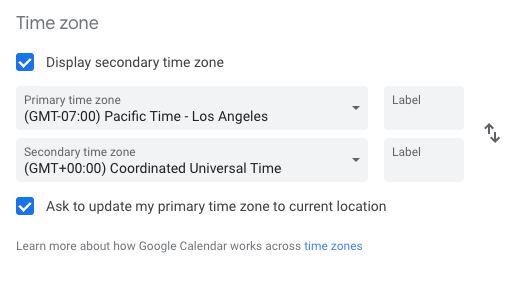 Time zone
Display secondary time zone
Primary time zone
(GMT-07:00) Pacific Time - Los Angeles
Label
Secondary time zone
(GMT+00:00) Coordinated Universal Time
Label
Ask to update my primary time zone to current location
Learn more about how Google Calendar works across time zones